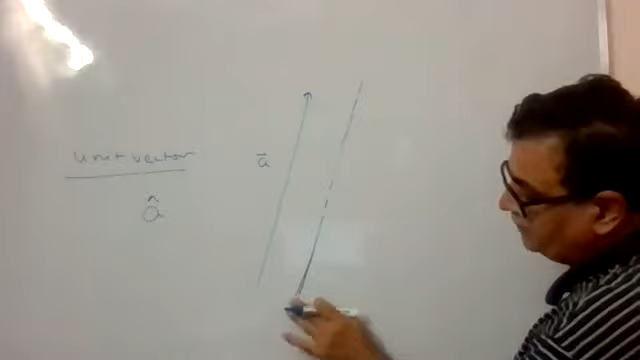 unit vector
a⃗
â